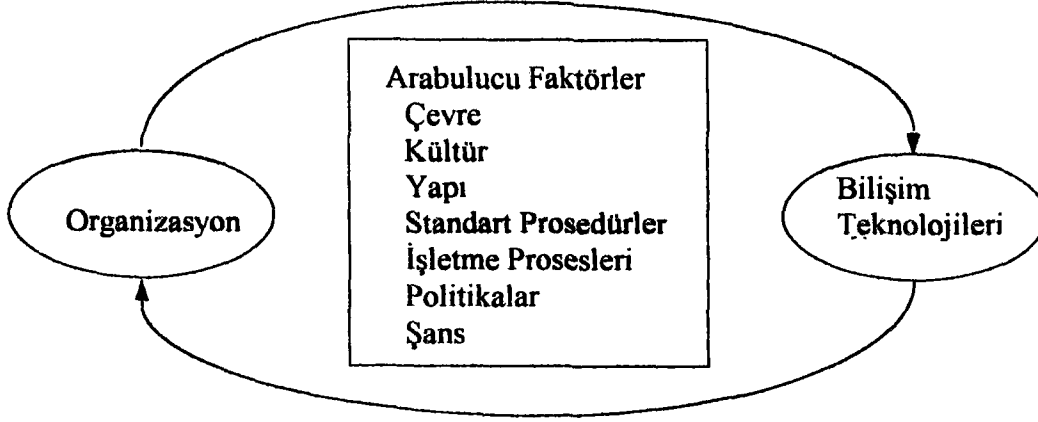 Arabulucu Faktörler
Çevre
Kültür
Yapı
Standart Prosedürler
İşletme Prosesleri
Politikalar
Şans
Organizasyon
Bilişim
Teknolojileri